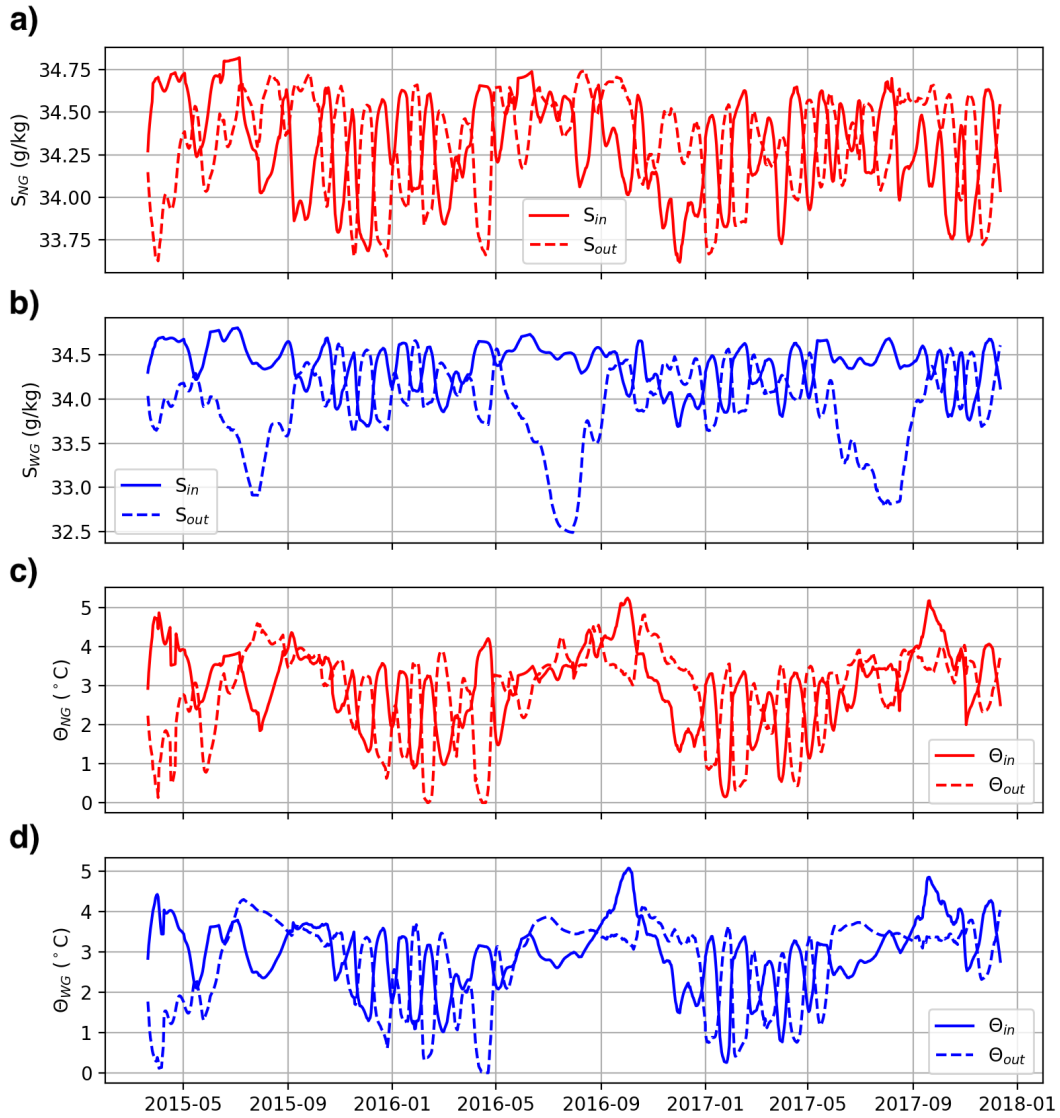 a)
34.75
34.50
34.25
34.00
33.75
S_NG (g/kg)
S_in
S_out
b)
34.5
34.0
33.5
33.0
32.5
S_WG (g/kg)
S_in
S_out
c)
5
4
3
2
1
0
Θ_NG (°C)
Θ_in
Θ_out
d)
5
4
3
2
1
0
Θ_WG (°C)
Θ_in
Θ_out
2015-05 2015-09 2016-01 2016-05 2016-09 2017-01 2017-05 2017-09 2018-01